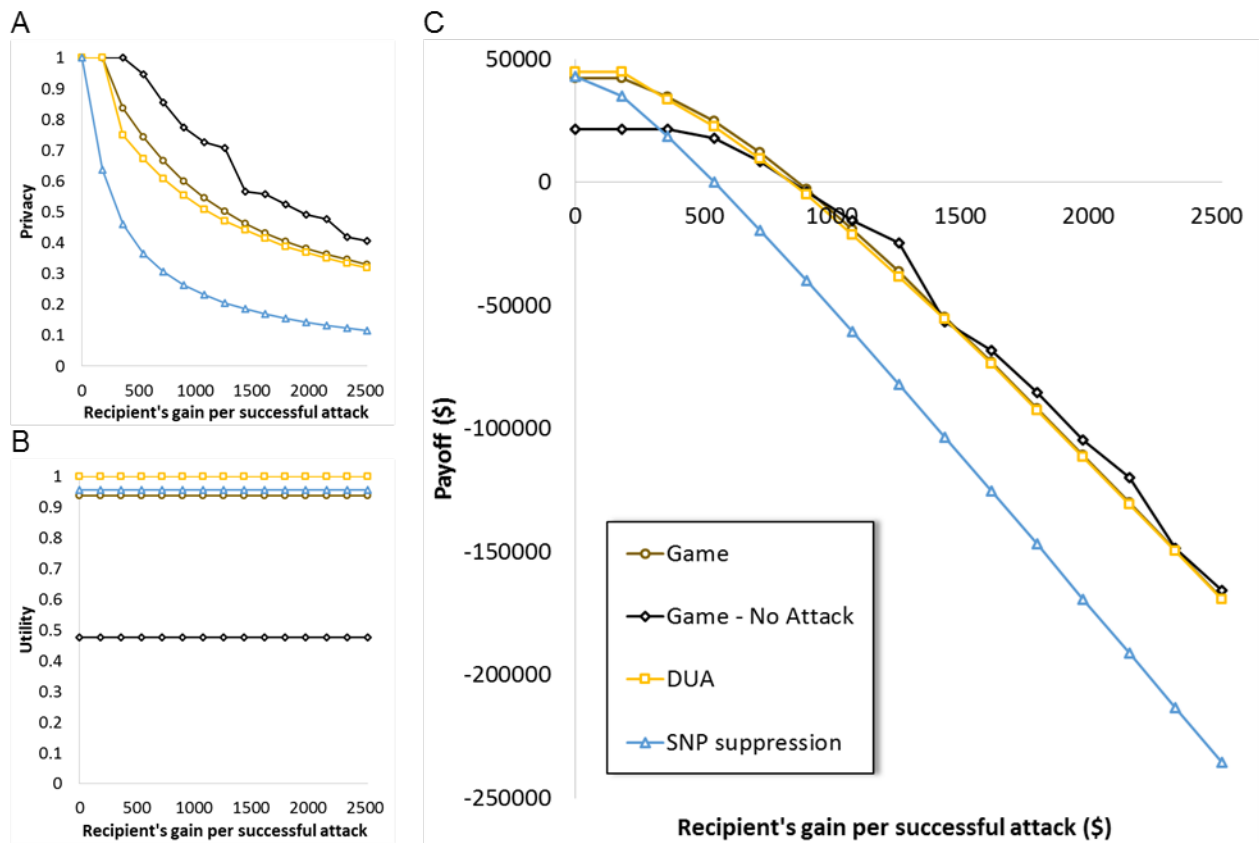 A
1
0.9
0.8
0.7
0.6
0.5
0.4
0.3
0.2
0.1
0
Privacy
0 500 1000 1500 2000 2500
Recipient's gain per successful attack
B
1
0.9
0.8
0.7
0.6
0.5
0.4
0.3
0.2
0.1
0
Utility
0 500 1000 1500 2000 2500
Recipient's gain per successful attack
C
50000
0
-50000
-100000
-150000
-200000
-250000
Payoff ($)
0 500 1000 1500 2000 2500
Game
Game - No Attack
DUA
SNP suppression
Recipient's gain per successful attack ($)